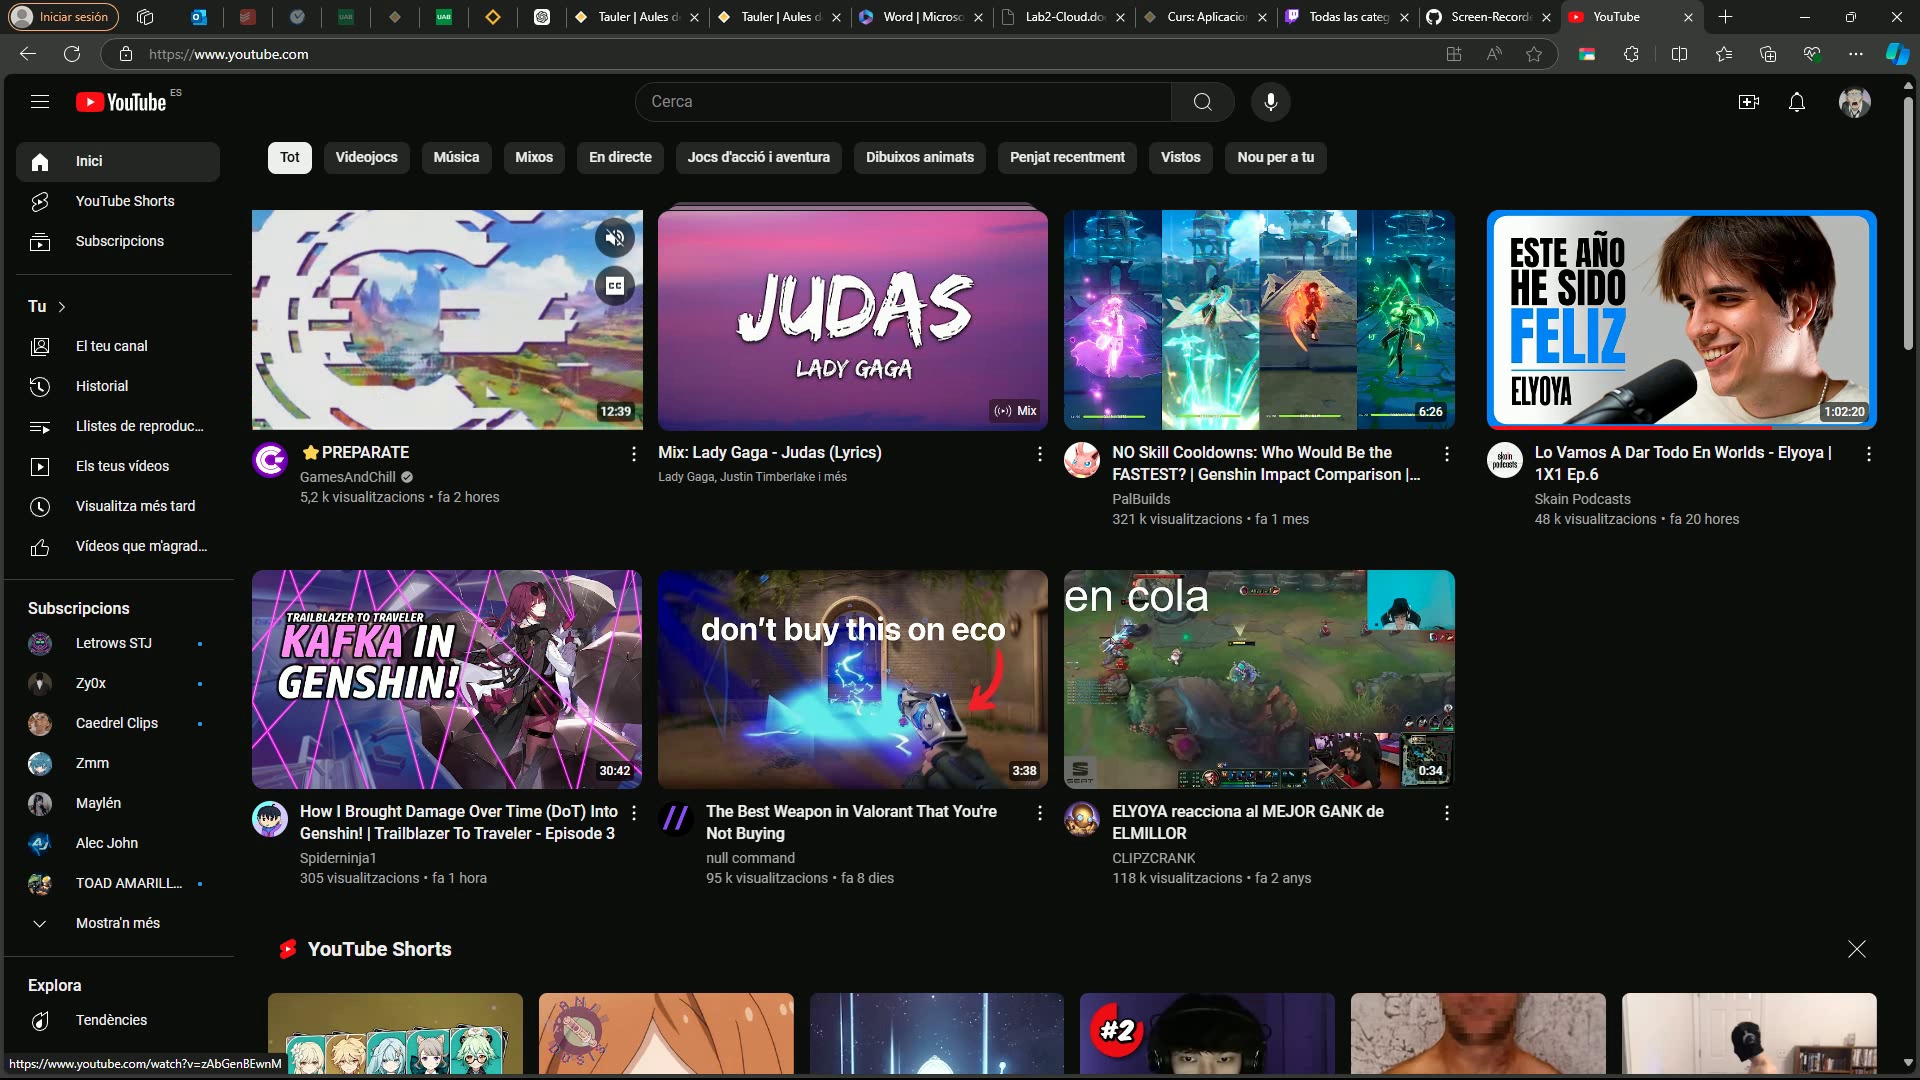 Iniciar sesión
Tauler | Aules d
Tauler | Aules d
Word | Microso
Lab2-Cloud.do
Curs: Aplicacio
Todas las categ
Screen-Recorde
YouTube
https://www.youtube.com
YouTube ES
Cerca
Inici
YouTube Shorts
Subscripcions
Tu
El teu canal
Historial
Llistes de reproduc...
Els teus vídeos
Visualitza més tard
Vídeos que m'agrad...
Subscripcions
Letrows STJ
Zy0x
Caedrel Clips
Zmm
Maylén
Alec John
TOAD AMARILL...
Mostra'n més
Explora
Tendències
https://www.youtube.com/watch?v=zAbGenBEwnM
Tot
Videojocs
Música
Mixos
En directe
Jocs d'acció i aventura
Dibuixos animats
Penjat recentment
Vistos
Nou per a tu
CC
12:39
PREPARATE
GamesAndChill
5,2 k visualitzacions • fa 2 hores
JUDAS
LADY GAGA
Mix
Mix: Lady Gaga - Judas (Lyrics)
Lady Gaga, Justin Timberlake i més
6:26
NO Skill Cooldowns: Who Would Be the
FASTEST? | Genshin Impact Comparison |...
PalBuilds
321 k visualitzacions • fa 1 mes
ESTE AÑO
HE SIDO
FELIZ
ELYOYA
1:02:20
skain
podcasts
Lo Vamos A Dar Todo En Worlds - Elyoya |
1X1 Ep.6
Skain Podcasts
48 k visualitzacions • fa 20 hores
TRAILBLAZER TO TRAVELER
KAFKA IN
GENSHIN!
30:42
How I Brought Damage Over Time (DoT) Into
Genshin! | Trailblazer To Traveler - Episode 3
Spiderninja1
305 visualitzacions • fa 1 hora
don't buy this on eco
3:38
The Best Weapon in Valorant That You're
Not Buying
null command
95 k visualitzacions • fa 8 dies
en cola
SEAT
0:34
ELYOYA reacciona al MEJOR GANK de
ELMILLOR
CLIPZCRANK
118 k visualitzacions • fa 2 anys
YouTube Shorts
#2